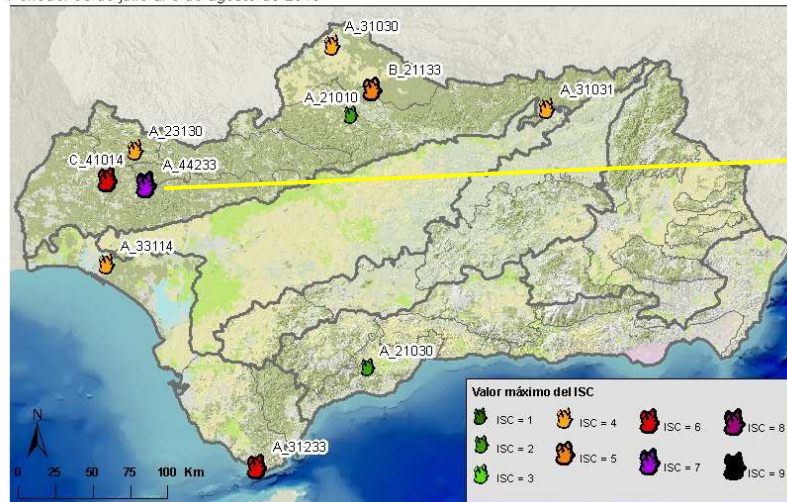 A_31030
B_21133
A_21010
A_31031
A_23130
C_41014
A_44233
A_33114
A_21030
A_31233
N
0 25 50 75 100 Km
Valor máximo del ISC
ISC = 1
ISC = 4
ISC = 6
ISC = 8
ISC = 2
ISC = 5
ISC = 7
ISC = 9
ISC = 3